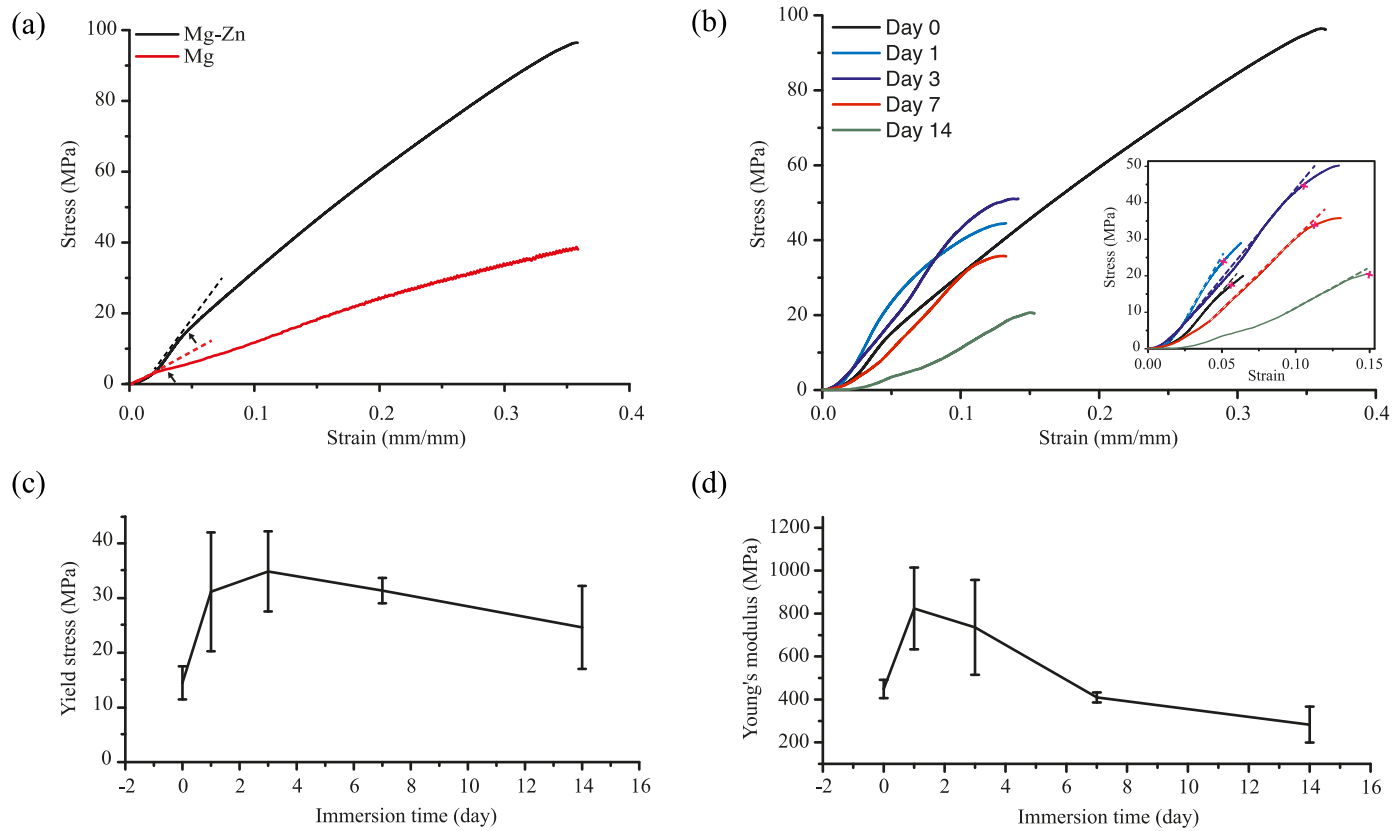 (a)
Mg-Zn
Mg
100
80
60
40
20
0
Stress (MPa)
0.0 0.1 0.2 0.3 0.4
Strain (mm/mm)
(b)
Day 0
Day 1
Day 3
Day 7
Day 14
100
80
60
40
20
0
Stress (MPa)
0.0 0.1 0.2 0.3 0.4
Strain (mm/mm)
50
40
30
20
10
0
Stress (MPa)
0.00 0.05 0.10 0.15
Strain
(c)
40
30
20
10
0
Yield stress (MPa)
-2 0 2 4 6 8 10 12 14 16
Immersion time (day)
(d)
1200
1000
800
600
400
200
Young's modulus (MPa)
-2 0 2 4 6 8 10 12 14 16
Immersion time (day)